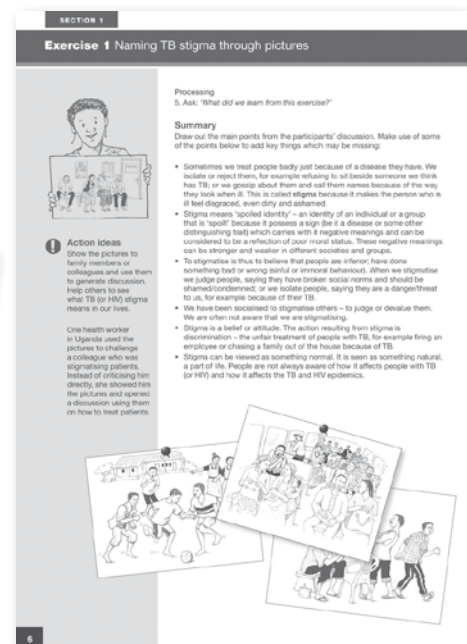 SECTION 1
Exercise 1 Naming TB stigma through pictures
Processing
5. Ask: 'What did we learn from this exercise?'
Summary
Draw out the main points from the participants' discussion. Make use of some
of the points below to add key things which may be missing:
• Sometimes we treat people badly just because of a disease they have. We
isolate or reject them, for example refusing to sit beside someone we think
has TB; or we gossip about them and call them names because of the way
they look when ill. This is called stigma because it makes the person who is
ill feel disgraced, even dirty and ashamed.
• Stigma means 'spoiled identity' – an identity of an individual or a group
that is 'spoilt' because it possess a sign (be it a disease or some other
distinguishing trait) which carries with it negative meanings and can be
considered to be a reflection of poor moral status. These negative meanings
can be stronger and weaker in different societies and groups.
• To stigmatise is thus to believe that people are inferior; have done
something bad or wrong (sinful or immoral behaviour). When we stigmatise
we judge people, saying they have broken social norms and should be
shamed/condemned; or we isolate people, saying they are a danger/threat
to us, for example because of their TB.
• We have been socialised to stigmatise others – to judge or devalue them.
We are often not aware that we are stigmatising.
• Stigma is a belief or attitude. The action resulting from stigma is
discrimination – the unfair treatment of people with TB, for example firing an
employee or chasing a family out of the house because of TB.
• Stigma can be viewed as something normal. It is seen as something natural,
a part of life. People are not always aware of how it affects people with TB
(or HIV) and how it affects the TB and HIV epidemics.
! Action ideas
Show the pictures to
family members or
colleagues and use them
to generate discussion.
Help others to see
what TB (or HIV) stigma
means in our lives.
One health worker
in Uganda used the
pictures to challenge
a colleague who was
stigmatising patients.
Instead of criticising him
directly, she showed him
the pictures and opened
a discussion using them
on how to treat patients.
6